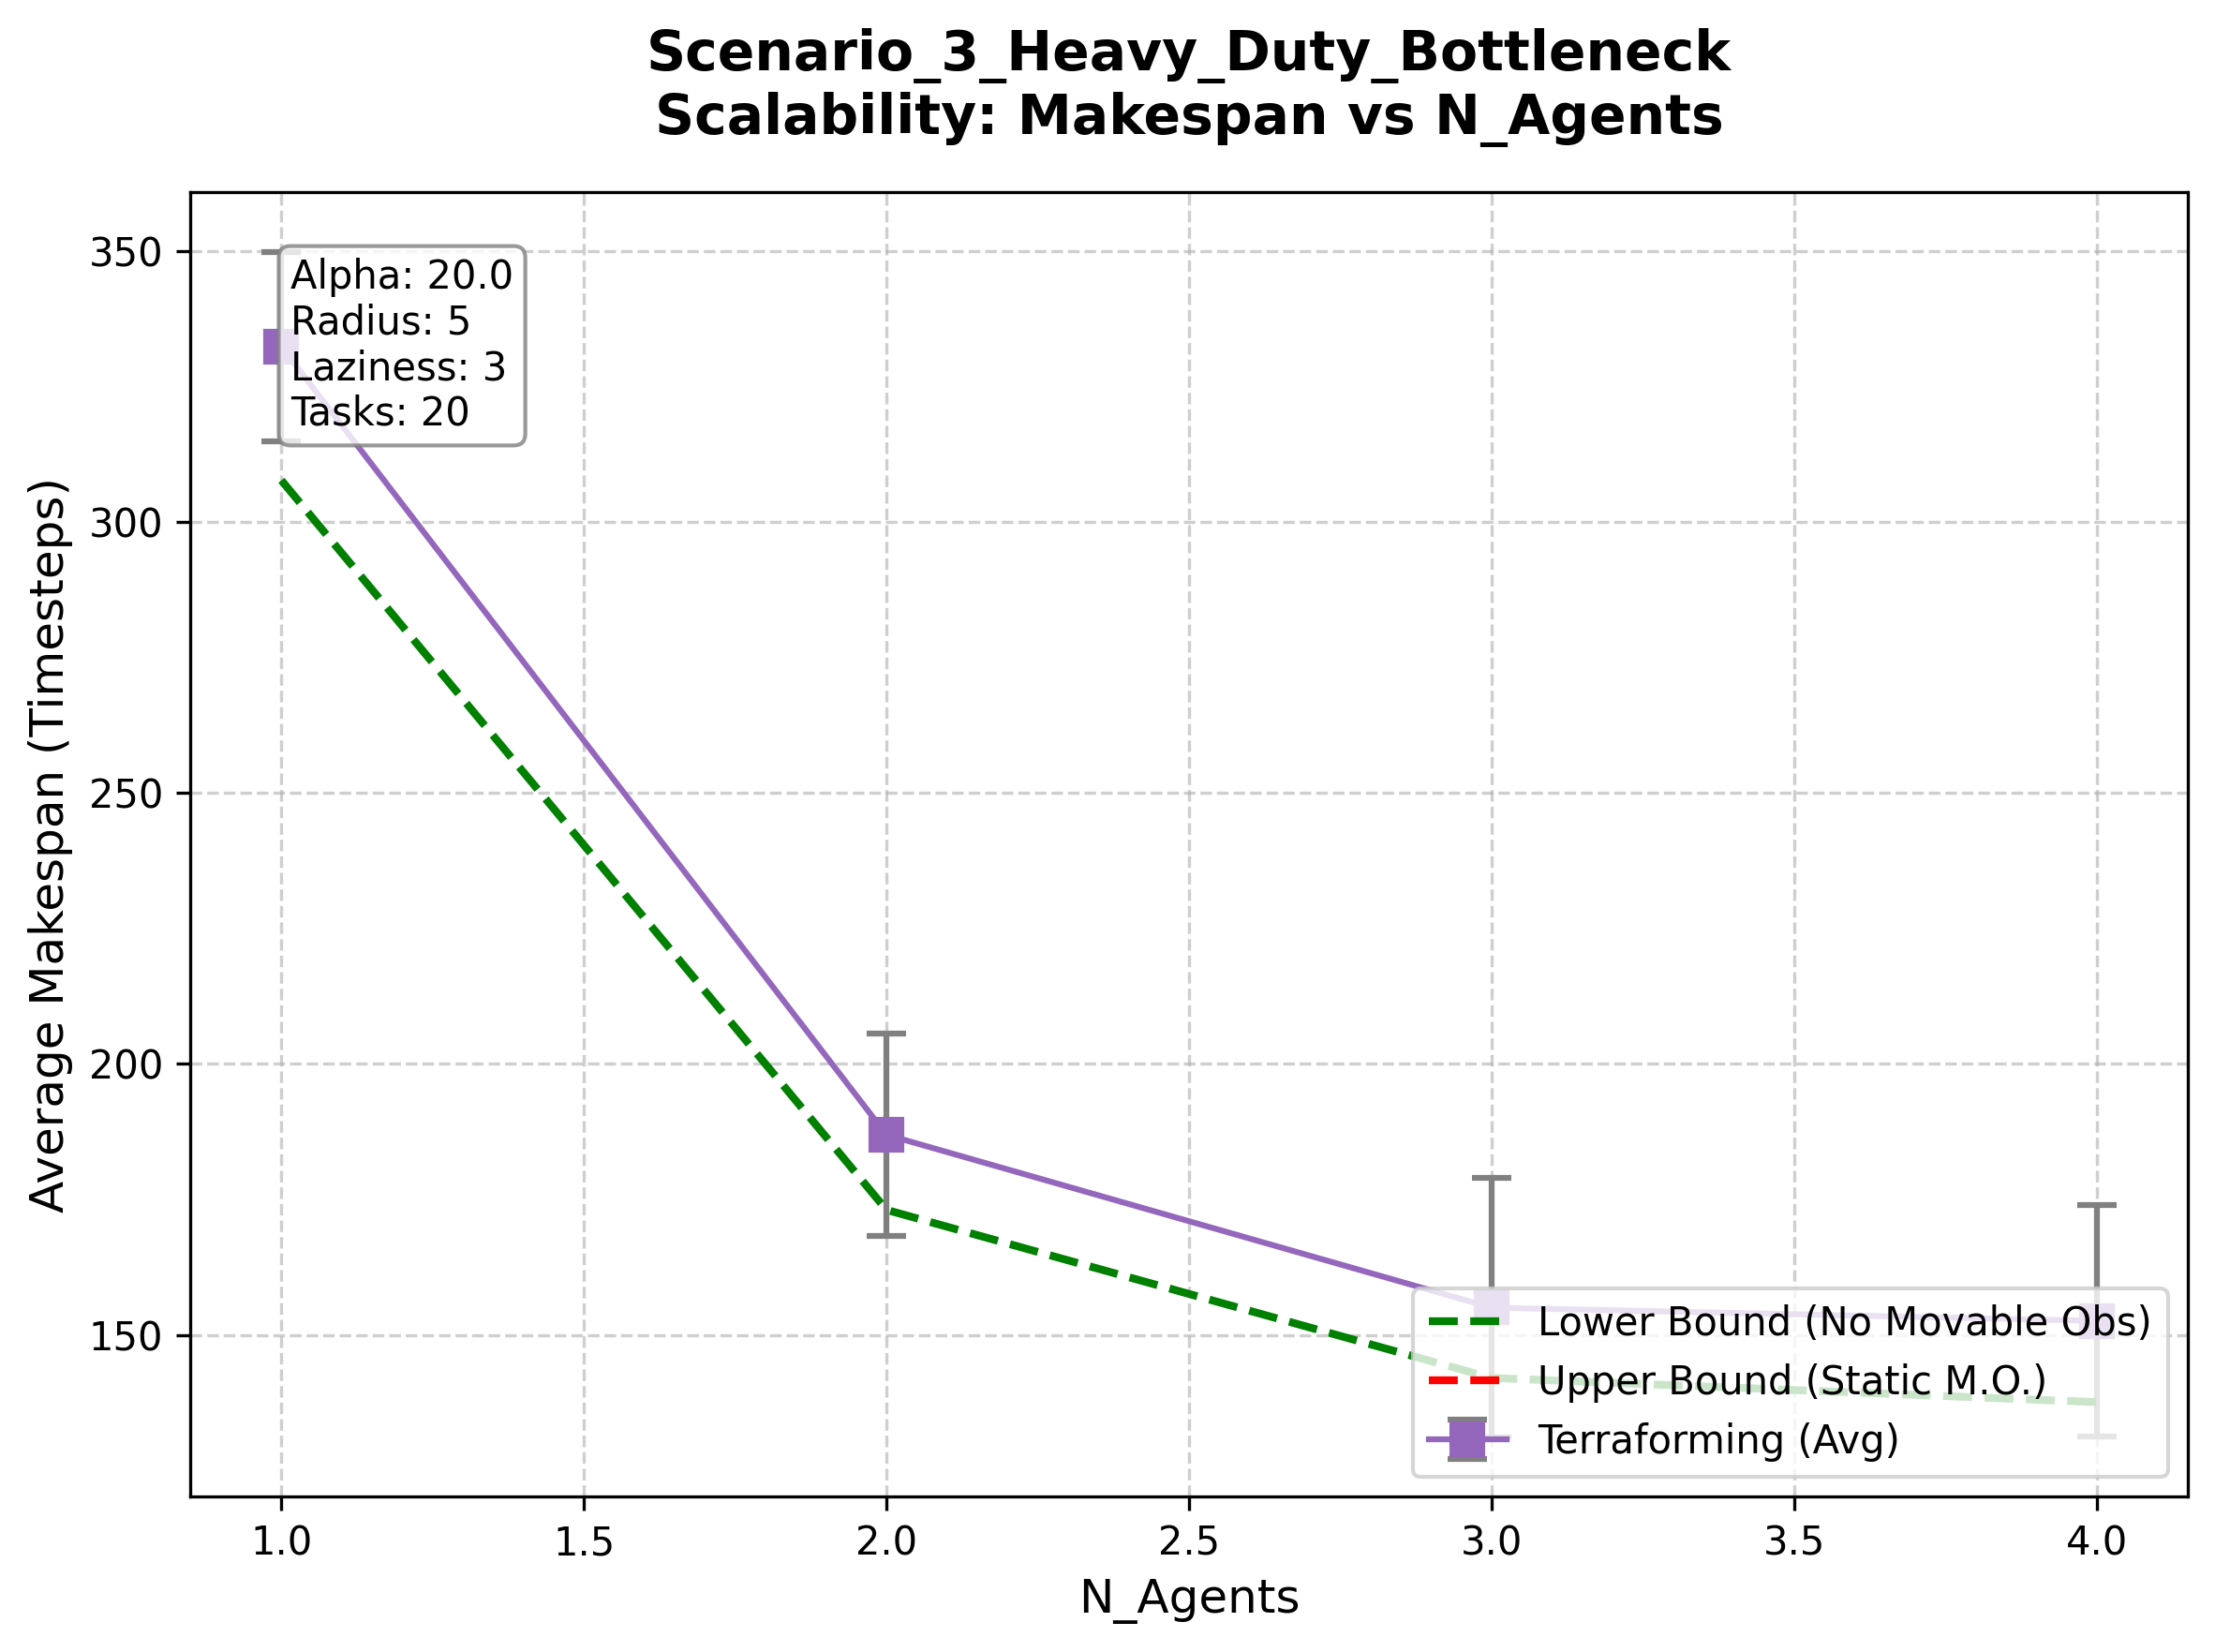 Scenario_3_Heavy_Duty_Bottleneck
Scalability: Makespan vs N_Agents
Average Makespan (Timesteps)
350
300
250
200
150
Alpha: 20.0
Radius: 5
Laziness: 3
Tasks: 20
Lower Bound (No Movable Obs)
Upper Bound (Static M.O.)
Terraforming (Avg)
1.0 1.5 2.0 2.5 3.0 3.5 4.0
N_Agents